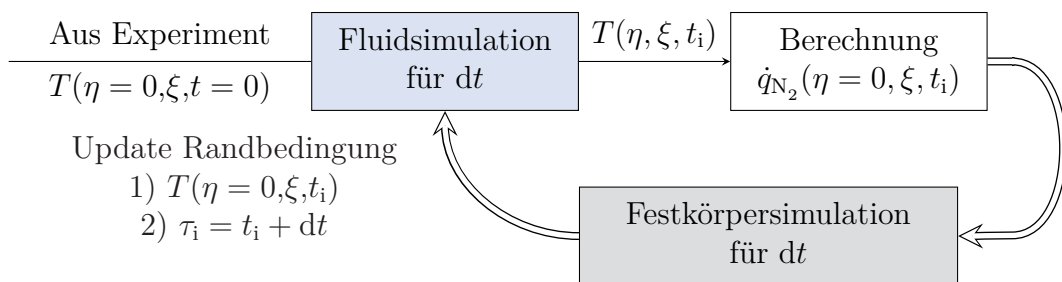 Aus Experiment
T(η = 0,ξ,t = 0)
Fluidsimulation
für dt
T(η, ξ, tᵢ)
Berechnung
q̇_N₂(η = 0, ξ, tᵢ)
Update Randbedingung
1) T(η = 0,ξ,tᵢ)
2) τᵢ = tᵢ + dt
Festkörpersimulation
für dt